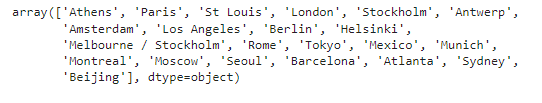 array(['Athens', 'Paris', 'St Louis', 'London', 'Stockholm', 'Antwerp',
'Amsterdam', 'Los Angeles', 'Berlin', 'Helsinki',
'Melbourne / Stockholm', 'Rome', 'Tokyo', 'Mexico', 'Munich',
'Montreal', 'Moscow', 'Seoul', 'Barcelona', 'Atlanta', 'Sydney',
'Beijing'], dtype=object)